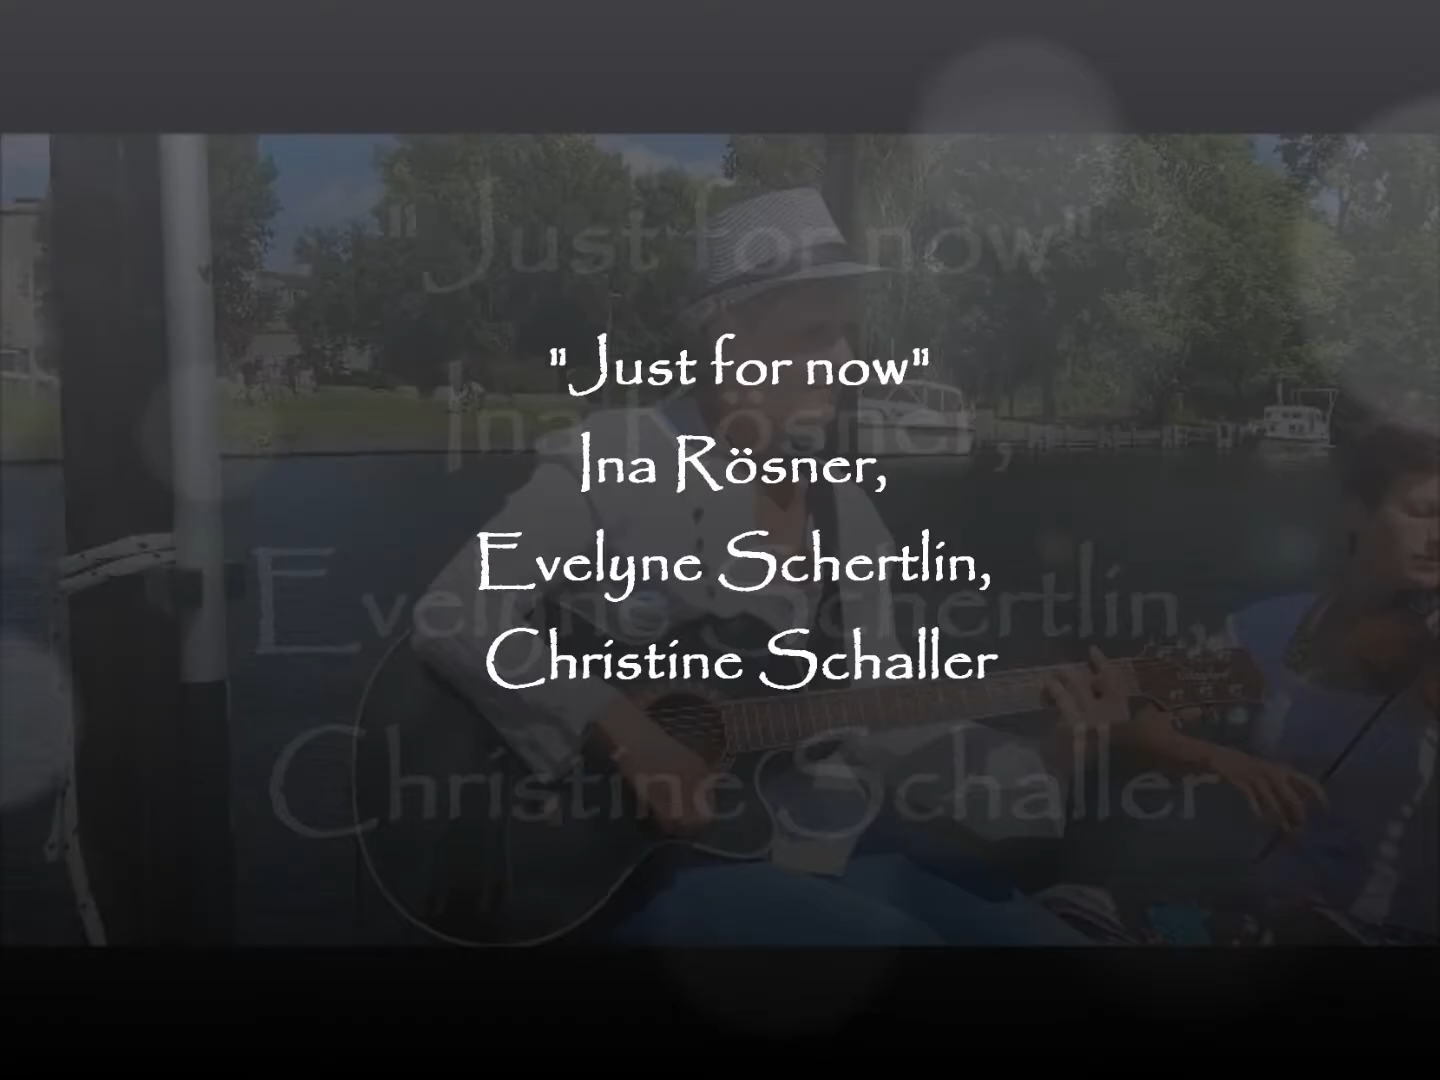 "Just for now"
Ina Rösner,
Evelyne Schertlin,
Christine Schaller